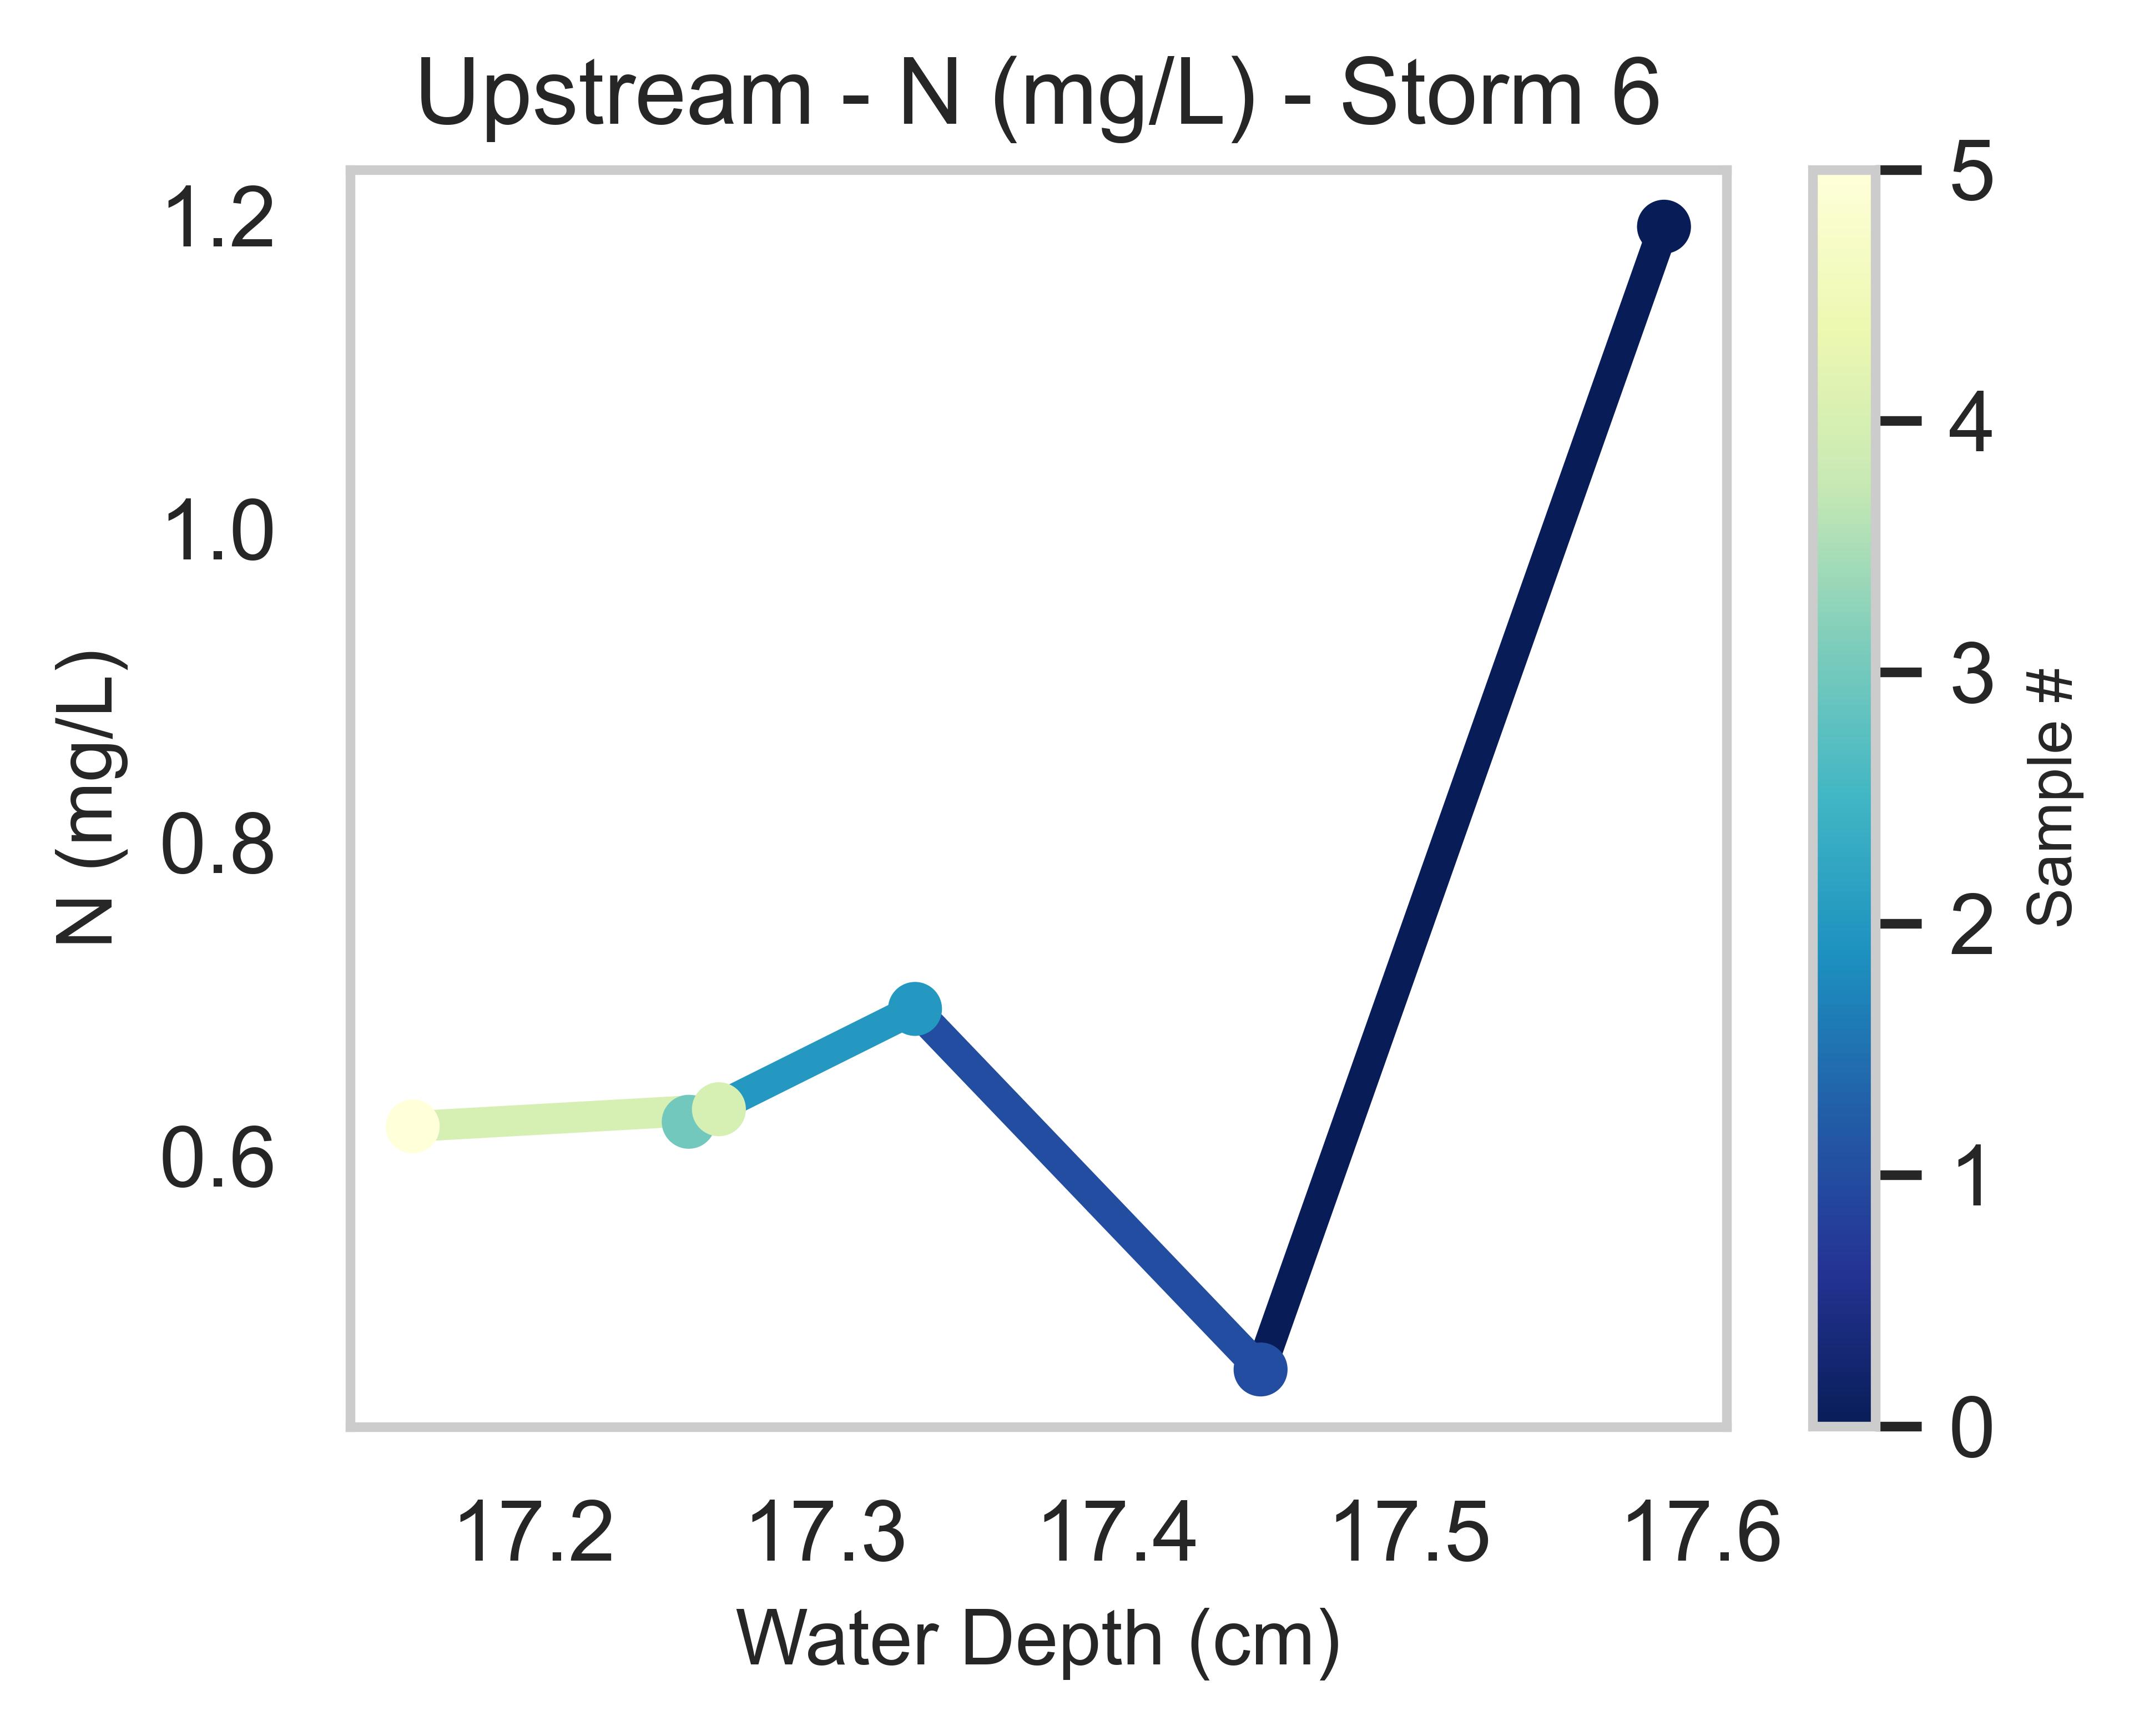 Upstream - N (mg/L) - Storm 6
1.2
1.0
0.8
0.6
N (mg/L)
17.2 17.3 17.4 17.5 17.6
Water Depth (cm)
5
4
3
2
1
0
Sample #